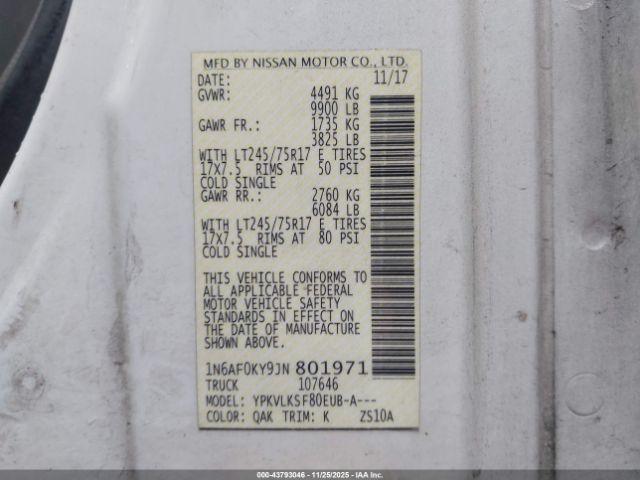 MFD BY NISSAN MOTOR CO., LTD.
DATE: 11/17
GVWR: 4491 KG
9900 LB
GAWR FR.: 1735 KG
3825 LB
WITH LT245/75R17 E TIRES
17X7.5 RIMS AT 50 PSI
COLD SINGLE
GAWR RR.: 2760 KG
6084 LB
WITH LT245/75R17 E TIRES
17X7.5 RIMS AT 80 PSI
COLD SINGLE
THIS VEHICLE CONFORMS TO
ALL APPLICABLE FEDERAL
MOTOR VEHICLE SAFETY
STANDARDS IN EFFECT ON
THE DATE OF MANUFACTURE
SHOWN ABOVE.
1N6AF0KY9JN 801971
TRUCK 107646
MODEL: YPKVLKSF80EUB-A---
COLOR: QAK TRIM: K ZS10A
000-43793046 - 11/25/2025 - IAA Inc.